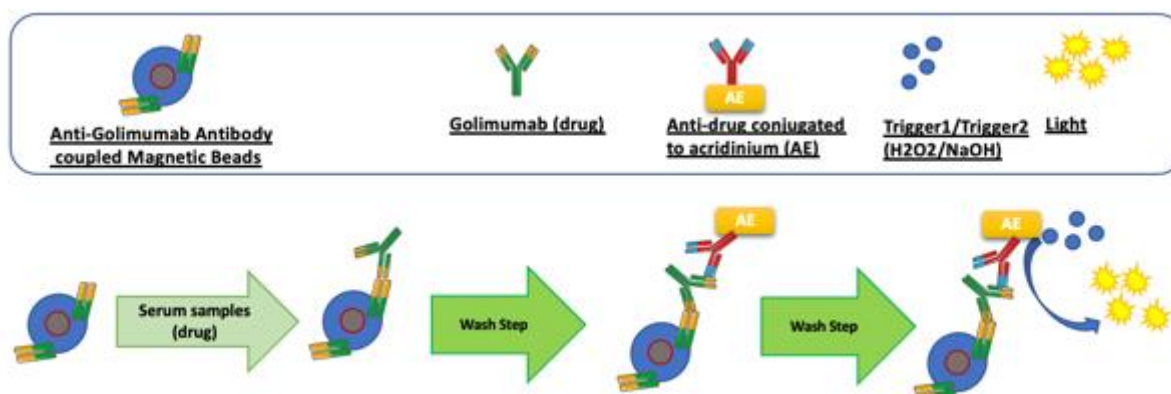 AE
Anti-Golimumab Antibody
coupled Magnetic Beads
Golimumab (drug)
Anti-drug conjugated
to acridinium (AE)
Trigger1/Trigger2
(H2O2/NaOH)
Light
AE
AE
Serum samples
(drug)
Wash Step
Wash Step